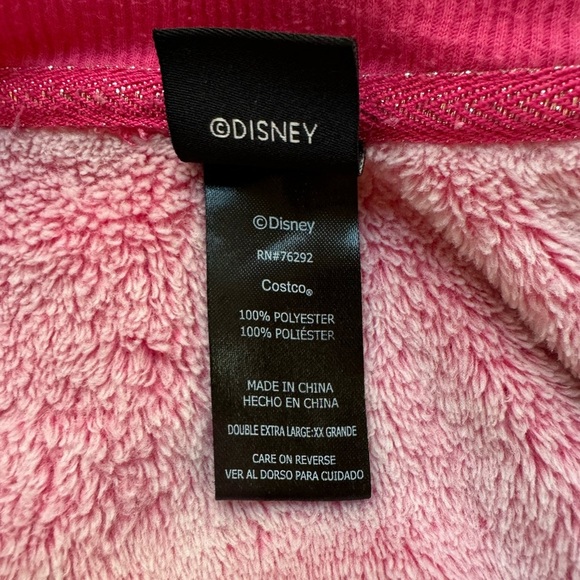 ©DISNEY
©Disney
RN#76292
Costco®
100% POLYESTER
100% POLIÉSTER
MADE IN CHINA
HECHO EN CHINA
DOUBLE EXTRA LARGE:XX GRANDE
CARE ON REVERSE
VER AL DORSO PARA CUIDADO